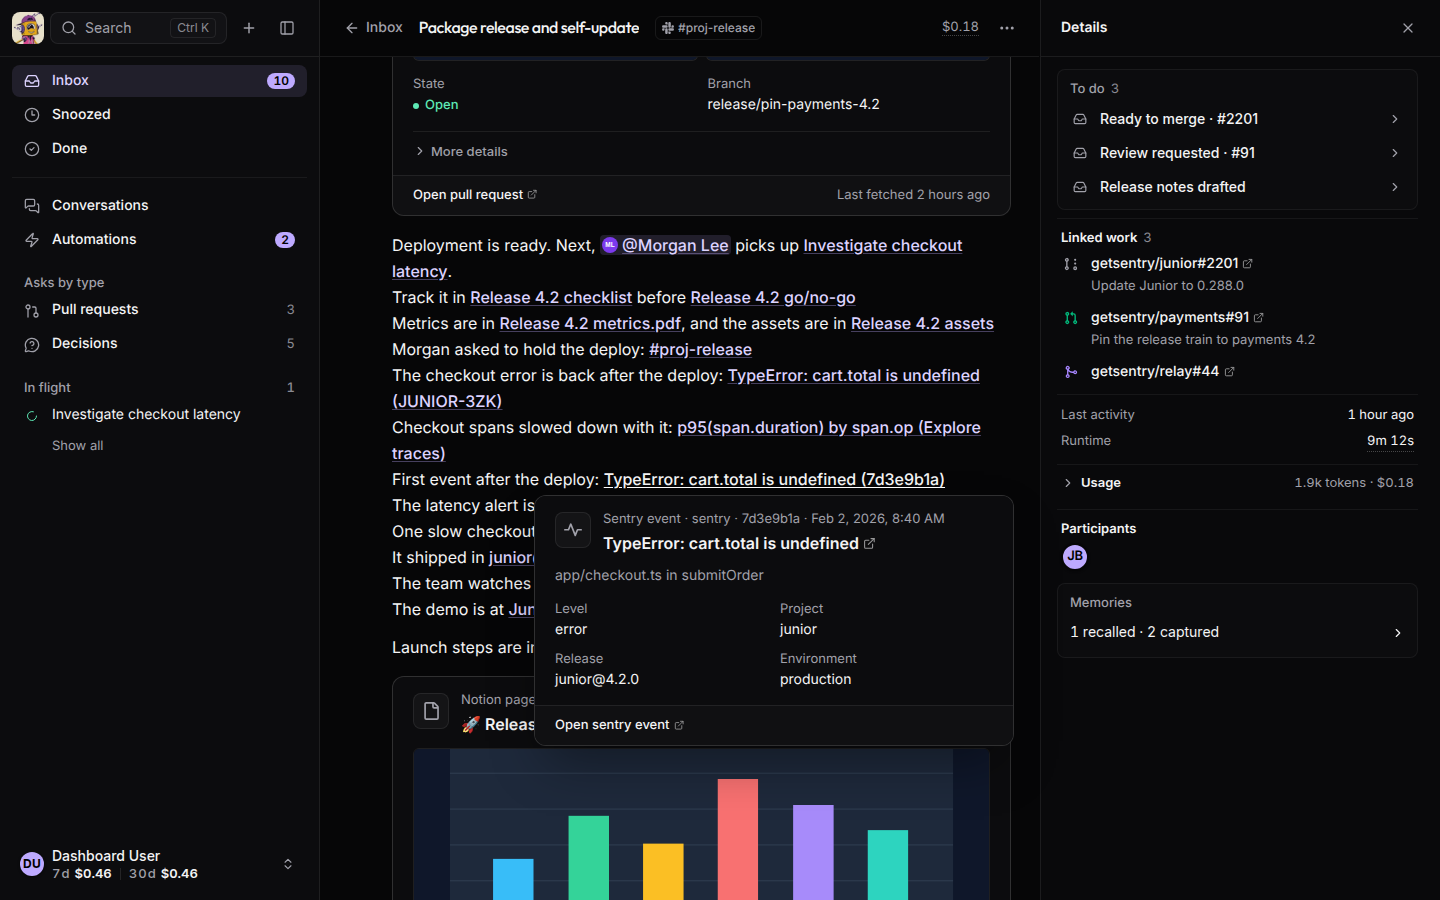 Search
Ctrl K
Inbox
10
Snoozed
Done
Conversations
Automations
2
Asks by type
Pull requests
3
Decisions
5
In flight
1
Investigate checkout latency
Show all
DU
Dashboard User
7d $0.46 | 30d $0.46
Inbox
Package release and self-update
#proj-release
$0.18
State
Open
Branch
release/pin-payments-4.2
More details
Open pull request
Last fetched 2 hours ago
Deployment is ready. Next, ML @Morgan Lee picks up Investigate checkout
latency.
Track it in Release 4.2 checklist before Release 4.2 go/no-go
Metrics are in Release 4.2 metrics.pdf, and the assets are in Release 4.2 assets
Morgan asked to hold the deploy: #proj-release
The checkout error is back after the deploy: TypeError: cart.total is undefined
(JUNIOR-3ZK)
Checkout spans slowed down with it: p95(span.duration) by span.op (Explore
traces)
First event after the deploy: TypeError: cart.total is undefined (7d3e9b1a)
The latency alert is
One slow checkout
It shipped in junior
The team watches
The demo is at Jun
Launch steps are in
Sentry event · sentry · 7d3e9b1a · Feb 2, 2026, 8:40 AM
TypeError: cart.total is undefined
app/checkout.ts in submitOrder
Level
error
Project
junior
Release
junior@4.2.0
Environment
production
Open sentry event
Notion page
🚀 Releas
Details
To do 3
Ready to merge · #2201
Review requested · #91
Release notes drafted
Linked work 3
getsentry/junior#2201
Update Junior to 0.288.0
getsentry/payments#91
Pin the release train to payments 4.2
getsentry/relay#44
Last activity
1 hour ago
Runtime
9m 12s
Usage
1.9k tokens · $0.18
Participants
JB
Memories
1 recalled · 2 captured